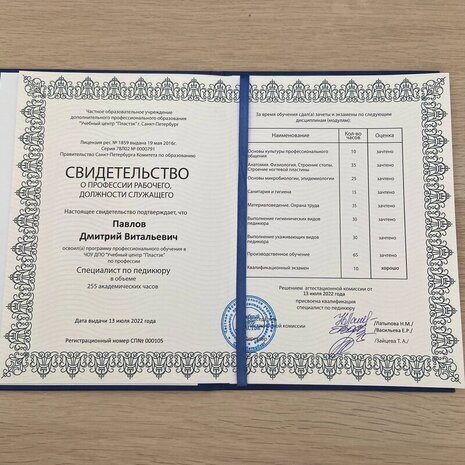 Частное образовательное учреждение
дополнительного профессионального образования
"Учебный центр "Пластэк" г. Санкт-Петербург
Лицензия рег. № 1859 выдана 19 мая 2016г.
Серия 78Л02 № 0000791
Правительство Санкт-Петербурга Комитета по образованию
СВИДЕТЕЛЬСТВО
О ПРОФЕССИИ РАБОЧЕГО,
ДОЛЖНОСТИ СЛУЖАЩЕГО
Настоящее свидетельство подтверждает, что
Павлов
Дмитрий Витальевич
освоил(а) программу профессионального обучения в
ЧОУ ДПО "Учебный центр "Пластэк"
по профессии
Специалист по педикюру
в объеме
255 академических часов
Дата выдачи 13 июля 2022 года
Регистрационный номер СП№ 000105
За время обучения сдал(а) зачеты и экзамены по следующим
дисциплинам (модулям)
Наименование Кол-во часов Оценка
Основы культуры профессионального общения 10 зачтено
Анатомия. Физиология. Строение стопы. Строение ногтевой пластины 35 зачтено
Основы микробиологии, эпидемиологии 25 зачтено
Санитария и гигиена 15 зачтено
Материаловедение. Охрана труда 35 зачтено
Выполнение гигиенических видов педикюра 30 зачтено
Выполнение ухаживающих видов педикюра 30 зачтено
Производственное обучение 65 зачтено
Квалификационный экзамен 10 хорошо
Решением аттестационной комиссии от
13 июля 2022 года
присвоена квалификация
специалист по педикюру
комиссии
/Латыпова Н.М./
/Васильева Е.Р./
/Зайцева Т. А./